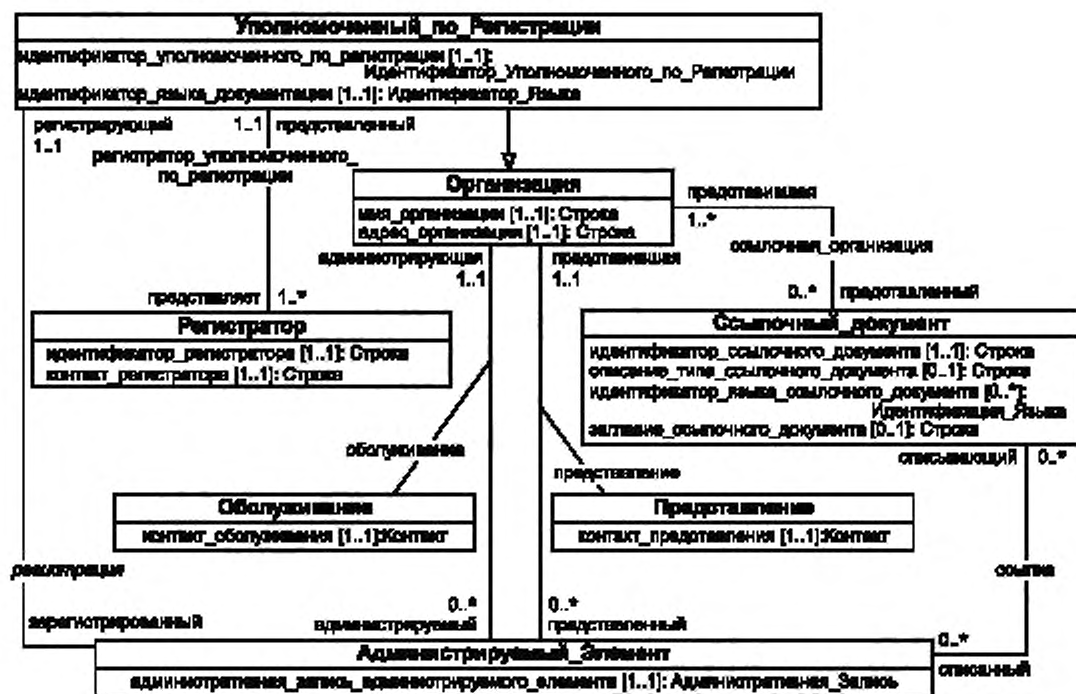 Уполномоченный_по_Регистрации
идентификатор_уполномоченного_по_регистрации [1..1]:
Идентификатор_Уполномоченного_по_Регистрации
идентификатор_языка_документации [1..1]: Идентификатор_Языка
регистрирующий 1..1 представленный
1..1
регистратор_уполномоченного_
по_регистрации
Организация
имя_организации [1..1]: Строка
адрес_организации [1..1]: Строка
представившая
1..*
ссылочная_организация
администрирующая представившая
1..1 1..1
представляет 1..*
0..* представленный
Регистратор
идентификатор_регистратора [1..1]: Строка
контакт_регистратора [1..1]: Строка
Ссылочный_документ
идентификатор_ссылочного_документа [1..1]: Строка
описание_типа_ссылочного_документа [0..1]: Строка
идентификатор_языка_ссылочного_документа [0..*]:
Идентификация_Языка
заглавие_ссылочного_документа [0..1]: Строка
описывающий 0..*
обслуживание
представление
Обслуживание
контакт_обслуживания [1..1]:Контакт
Представление
контакт_представления [1..1]:Контакт
регистрация
ссылка
0..* 0..*
зарегистрированный администрируемый представленный
0..*
описанный
Администрируемый_Элемент
административная_запись_администрируемого_элемента [1..1]: Административная_Запись